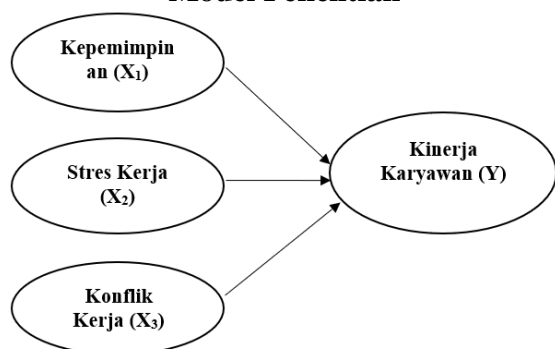 Model Penelitian
Kepemimpin
an (X₁)
Stres Kerja
(X₂)
Konflik
Kerja (X₃)
Kinerja
Karyawan (Y)